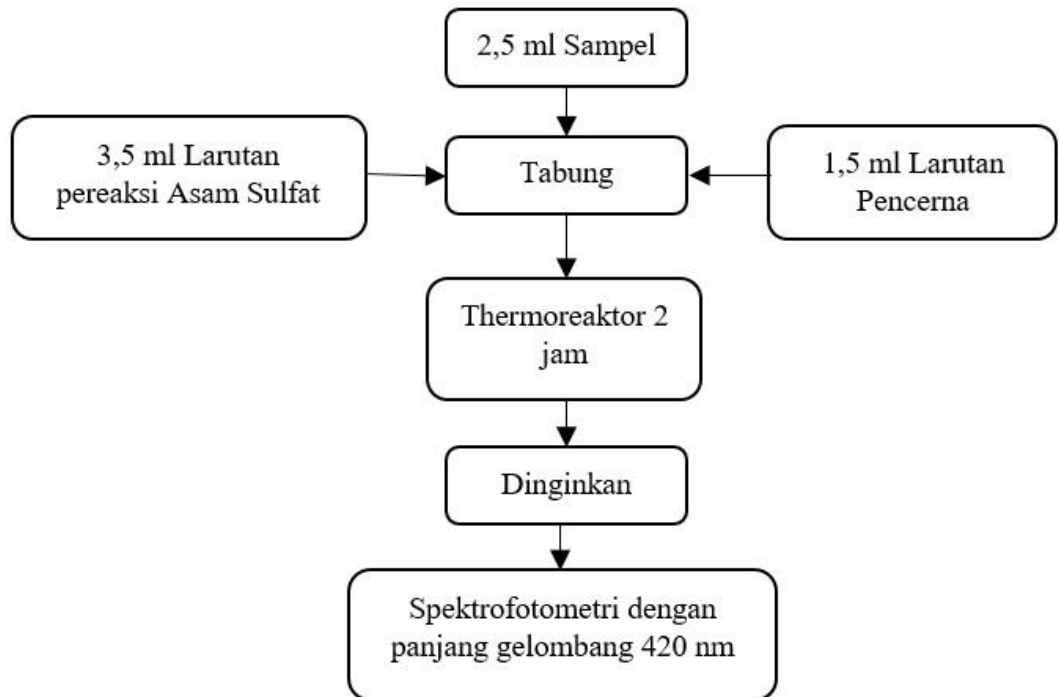 2,5 ml Sampel
3,5 ml Larutan
pereaksi Asam Sulfat
Tabung
1,5 ml Larutan
Pencerna
Thermoreaktor 2
jam
Dinginkan
Spektrofotometri dengan
panjang gelombang 420 nm